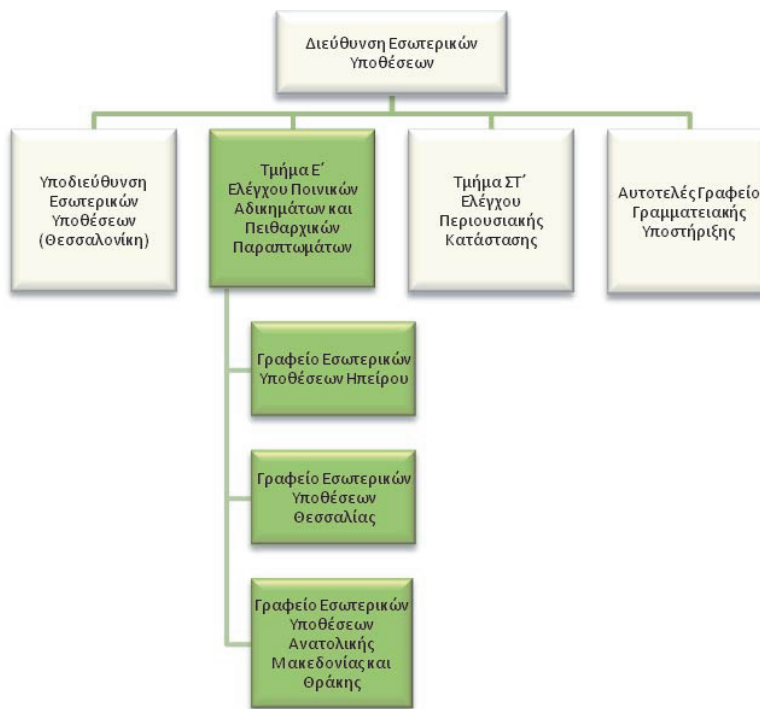 Διεύθυνση Εσωτερικών
Υποθέσεων
Υποδιεύθυνση
Εσωτερικών
Υποθέσεων
(Θεσσαλονίκη)
Τμήμα Ε΄
Ελέγχου Ποινικών
Αδικημάτων και
Πειθαρχικών
Παραπτωμάτων
Τμήμα ΣΤ΄
Ελέγχου
Περιουσιακής
Κατάστασης
Αυτοτελές Γραφείο
Γραμματειακής
Υποστήριξης
Γραφείο Εσωτερικών
Υποθέσεων Ηπείρου
Γραφείο Εσωτερικών
Υποθέσεων
Θεσσαλίας
Γραφείο Εσωτερικών
Υποθέσεων
Ανατολικής
Μακεδονίας και
Θράκης